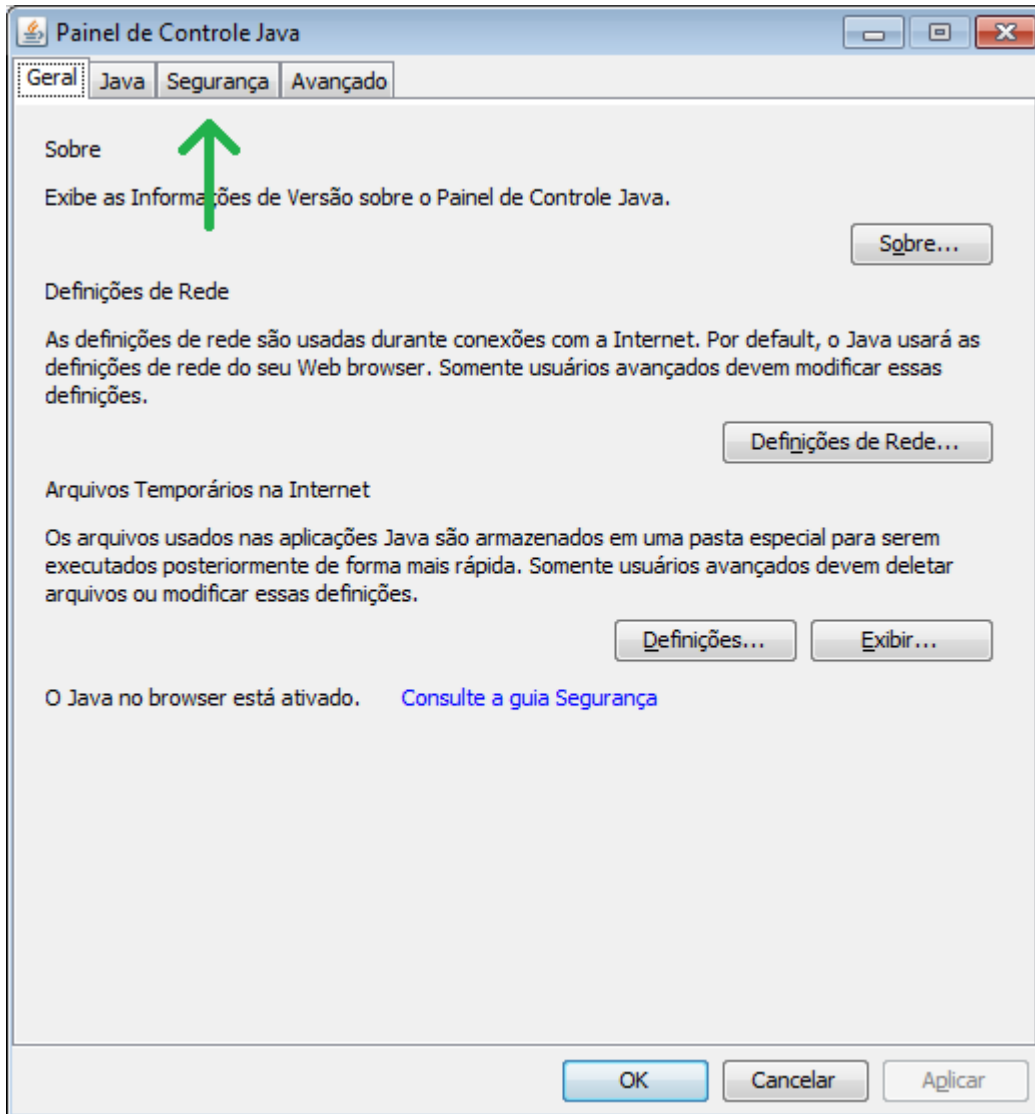 Painel de Controle Java
Geral Java Segurança Avançado
Sobre
Exibe as Informações de Versão sobre o Painel de Controle Java.
Sobre...
Definições de Rede
As definições de rede são usadas durante conexões com a Internet. Por default, o Java usará as
definições de rede do seu Web browser. Somente usuários avançados devem modificar essas
definições.
Definições de Rede...
Arquivos Temporários na Internet
Os arquivos usados nas aplicações Java são armazenados em uma pasta especial para serem
executados posteriormente de forma mais rápida. Somente usuários avançados devem deletar
arquivos ou modificar essas definições.
Definições... Exibir...
O Java no browser está ativado. Consulte a guia Segurança
OK Cancelar Aplicar